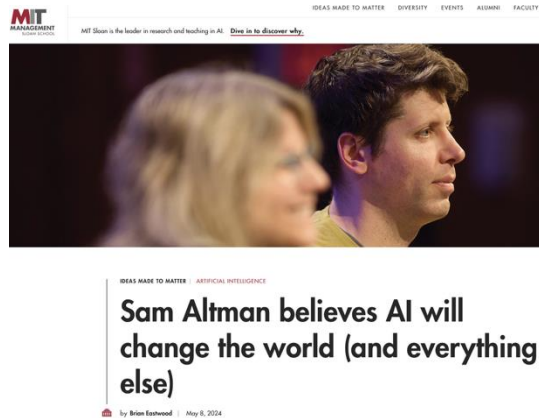 MIT
MANAGEMENT
SLOAN SCHOOL
IDEAS MADE TO MATTER DIVERSITY EVENTS ALUMNI FACULTY
MIT Sloan is the leader in research and teaching in AI. Dive in to discover why.
IDEAS MADE TO MATTER | ARTIFICIAL INTELLIGENCE
Sam Altman believes AI will
change the world (and everything
else)
by Brian Eastwood | May 8, 2024